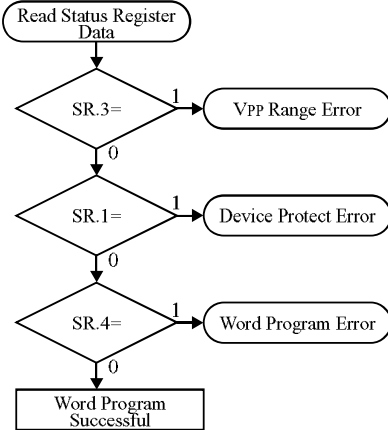 Read Status Register
Data
SR.3=
1
VPP Range Error
0
SR.1=
1
Device Protect Error
0
SR.4=
1
Word Program Error
0
Word Program
Successful